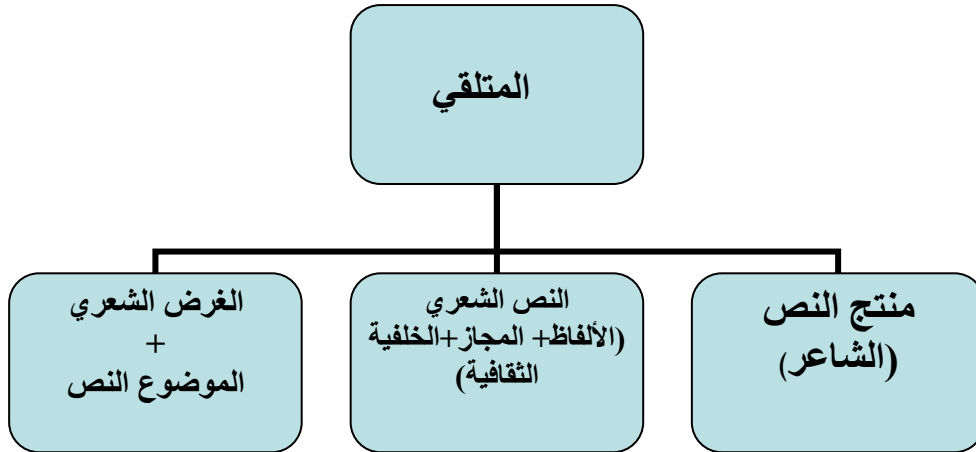 المتلقي
منتج النص
(الشاعر)
النص الشعري
(الألفاظ+ المجاز+الخلفية
الثقافية)
الغرض الشعري
+
الموضوع النص